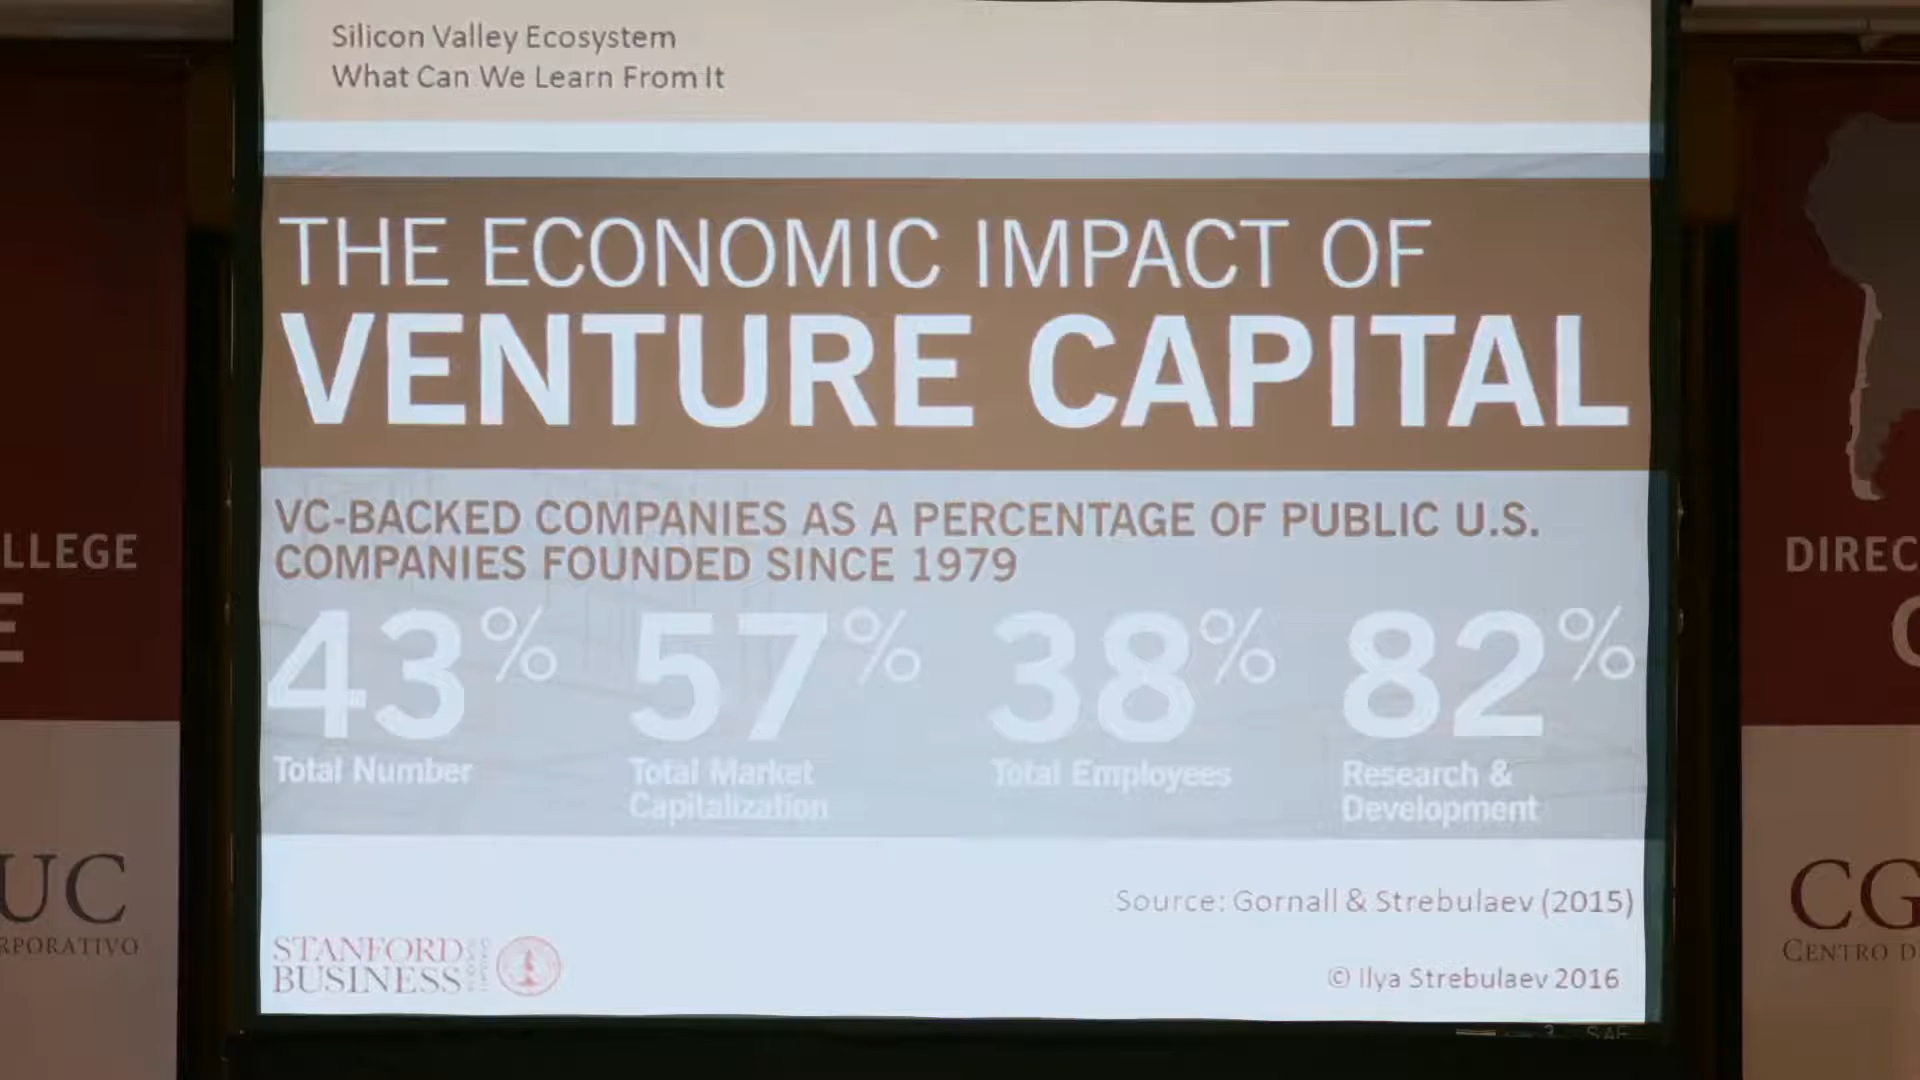 Silicon Valley Ecosystem
What Can We Learn From It
THE ECONOMIC IMPACT OF
VENTURE CAPITAL
VC-BACKED COMPANIES AS A PERCENTAGE OF PUBLIC U.S.
COMPANIES FOUNDED SINCE 1979
43% 57% 38% 82%
Total Number
Total Market
Capitalization
Total Employees
Research &
Development
Source: Gornall & Strebulaev (2015)
STANFORD
BUSINESS
© Ilya Strebulaev 2016
LLEGE
E
UC
RPORATIVO
DIREC
C
CG
CENTRO D